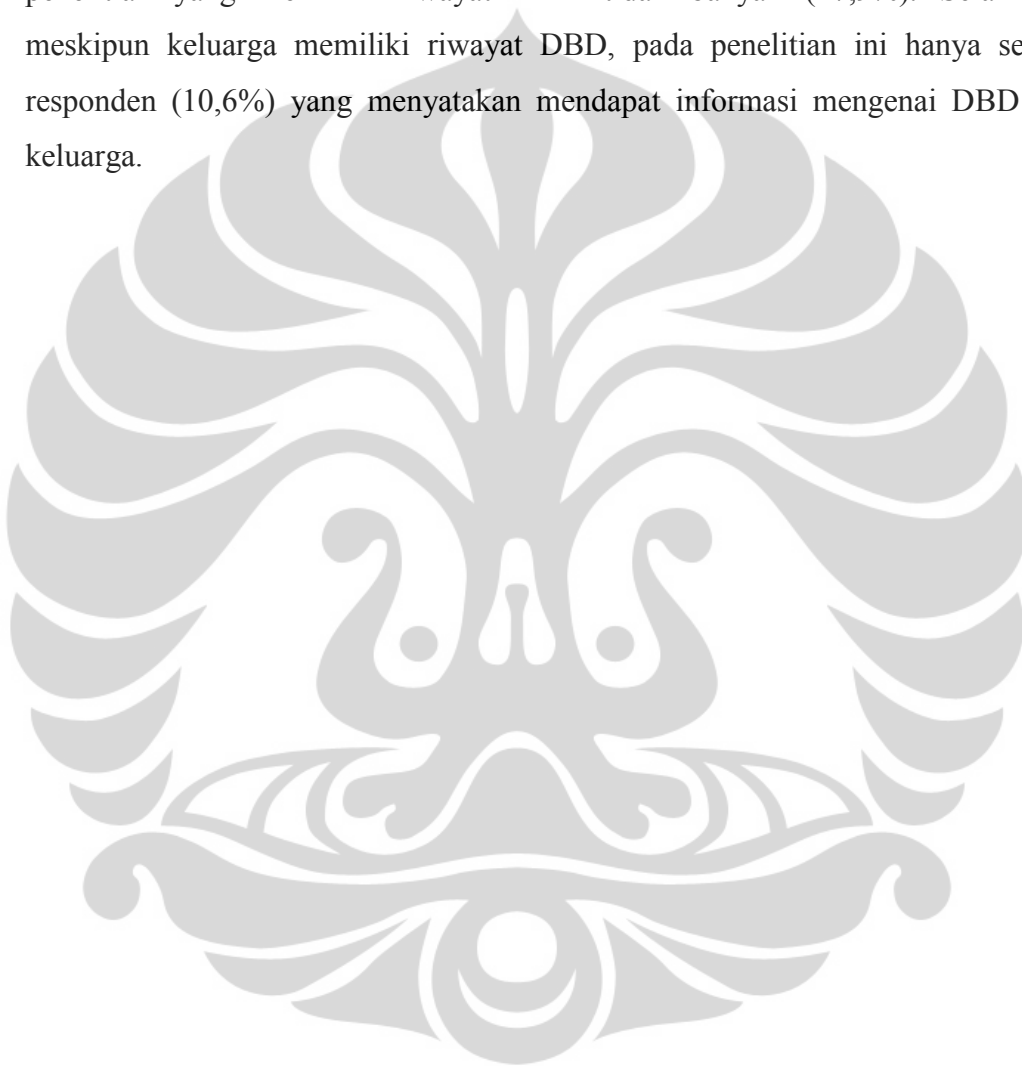 meskipun keluarga memiliki riwayat DBD, pada penelitian ini hanya se
responden (10,6%) yang menyatakan mendapat informasi mengenai DBD
keluarga.